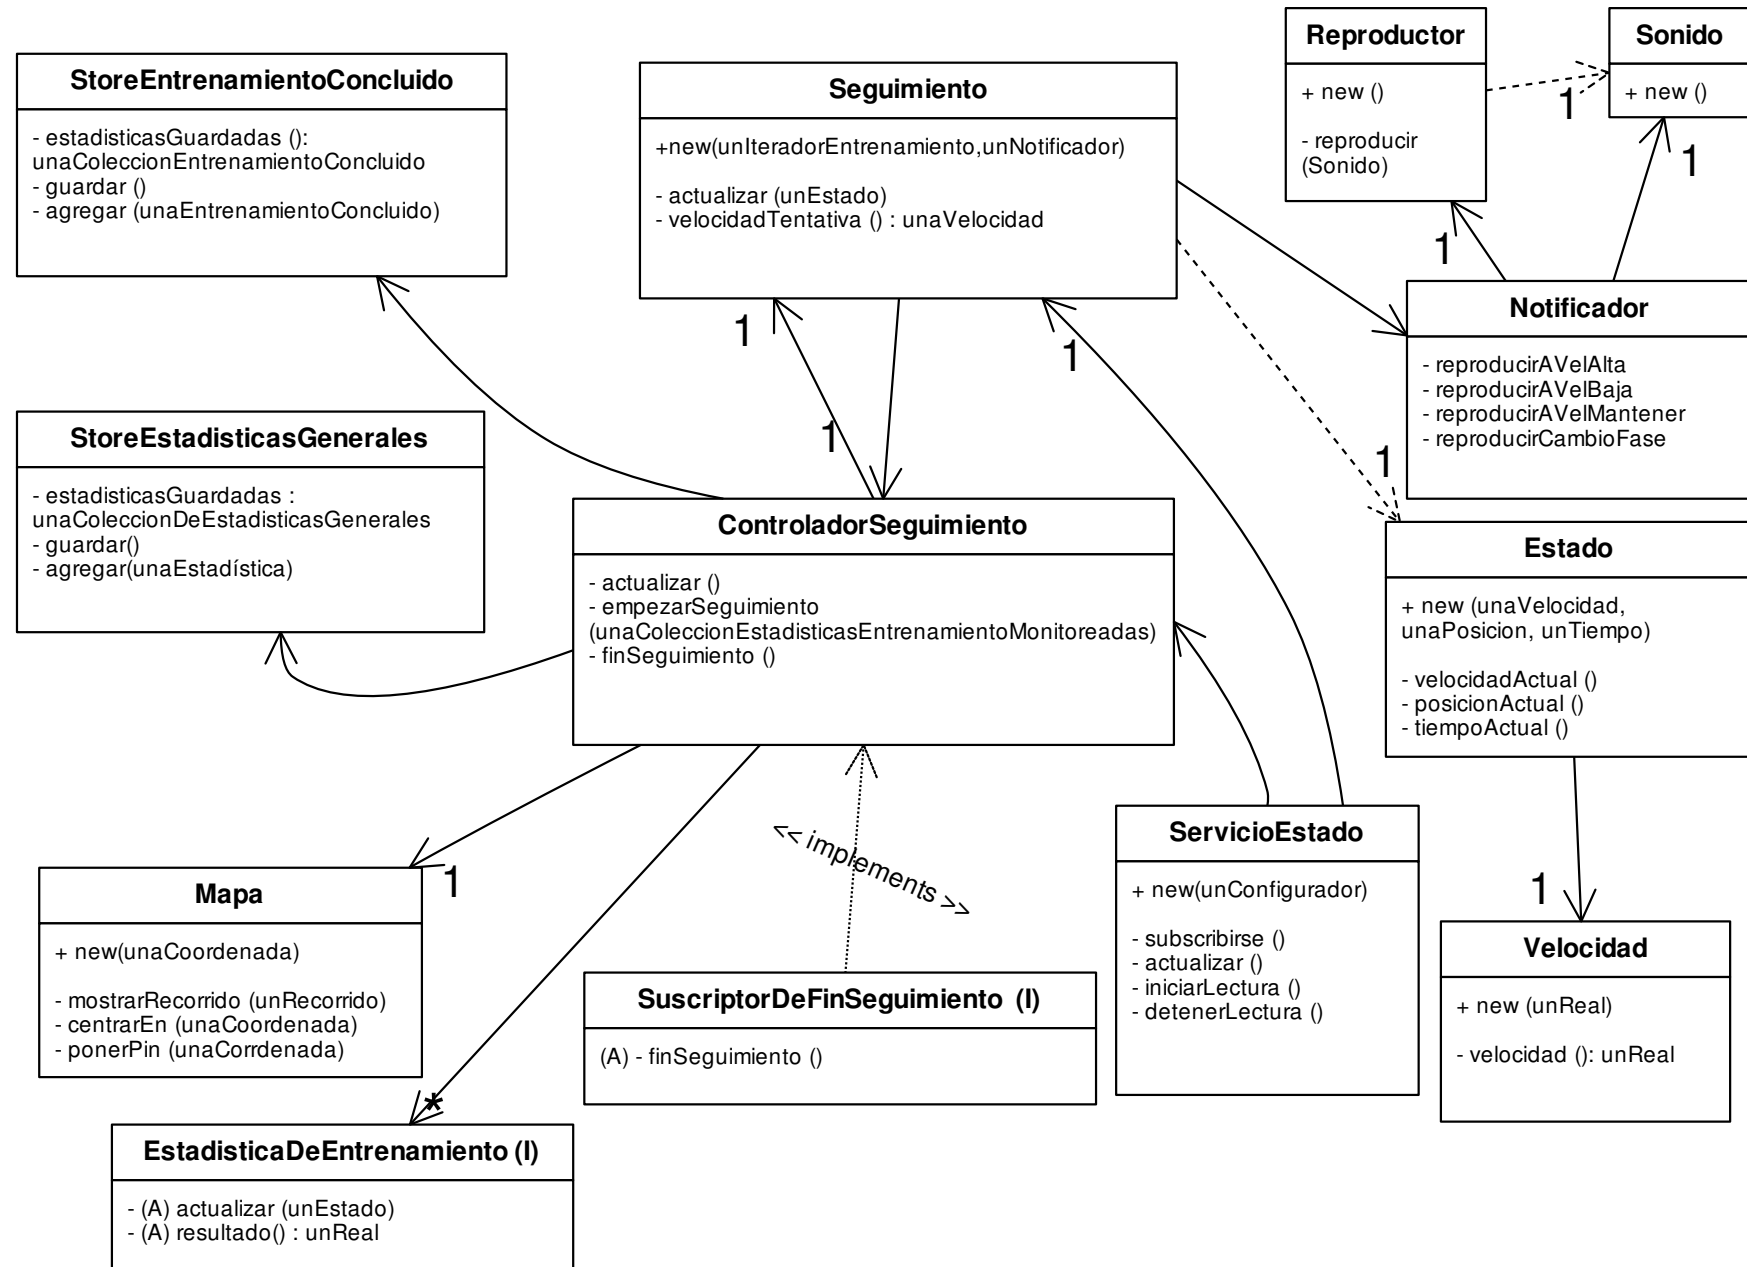 Reproductor
+ new ()
- reproducir
(Sonido)
Sonido
+ new ()
1
1
1
StoreEntrenamientoConcluido
- estadisticasGuardadas ():
unaColeccionEntrenamientoConcluido
- guardar ()
- agregar (unaEntrenamientoConcluido)
Seguimiento
+new(unIteradorEntrenamiento,unNotificador)
- actualizar (unEstado)
- velocidadTentativa () : unaVelocidad
1
1
1
1
Notificador
- reproducirAVelAlta
- reproducirAVelBaja
- reproducirAVelMantener
- reproducirCambioFase
StoreEstadisticasGenerales
- estadisticasGuardadas :
unaColeccionDeEstadisticasGenerales
- guardar()
- agregar(unaEstadística)
ControladorSeguimiento
- actualizar ()
- empezarSeguimiento
(unaColeccionEstadisticasEntrenamientoMonitoreadas)
- finSeguimiento ()
Estado
+ new (unaVelocidad,
unaPosicion, unTiempo)
- velocidadActual ()
- posicionActual ()
- tiempoActual ()
1
<< implements >>
1
*
Mapa
+ new(unaCoordenada)
- mostrarRecorrido (unRecorrido)
- centrarEn (unaCoordenada)
- ponerPin (unaCorrdenada)
SuscriptorDeFinSeguimiento (I)
(A) - finSeguimiento ()
ServicioEstado
+ new(unConfigurador)
- subscribirse ()
- actualizar ()
- iniciarLectura ()
- detenerLectura ()
Velocidad
+ new (unReal)
- velocidad (): unReal
EstadisticaDeEntrenamiento (I)
- (A) actualizar (unEstado)
- (A) resultado() : unReal